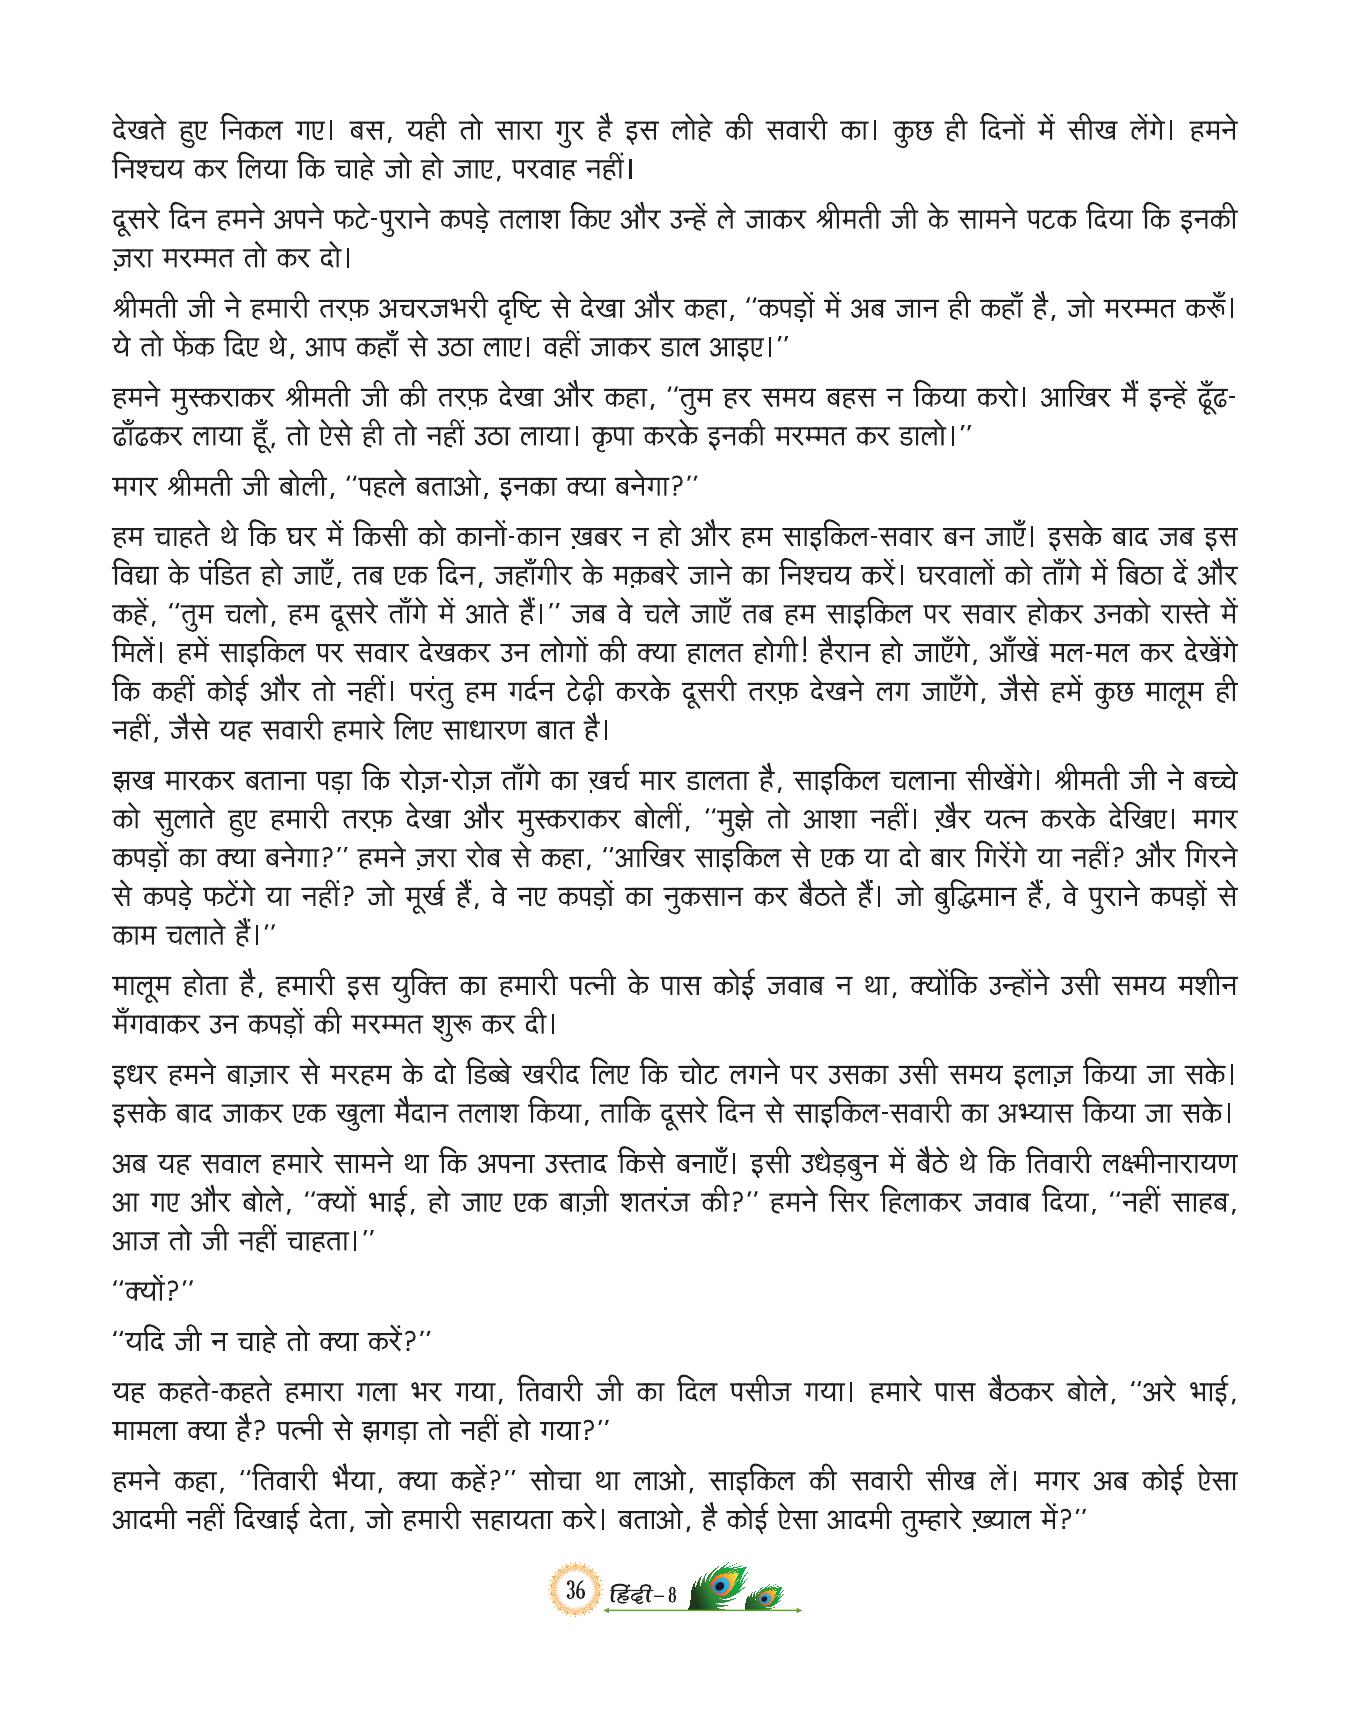 देखते हुए निकल गए। बस, यही तो सारा गुर है इस लोहे की सवारी का। कुछ ही दिनों में सीख लेंगे। हमने
निश्चय कर लिया कि चाहे जो हो जाए, परवाह नहीं।
दूसरे दिन हमने अपने फटे-पुराने कपड़े तलाश किए और उन्हें ले जाकर श्रीमती जी के सामने पटक दिया कि इनकी
ज़रा मरम्मत तो कर दो।
श्रीमती जी ने हमारी तरफ़ अचरजभरी दृष्टि से देखा और कहा, ‘‘कपड़ों में अब जान ही कहाँ है, जो मरम्मत करूँ।
ये तो फेंक दिए थे, आप कहाँ से उठा लाए। वहीं जाकर डाल आइए।’’
हमने मुस्कराकर श्रीमती जी की तरफ़ देखा और कहा, ‘‘तुम हर समय बहस न किया करो। आखिर मैं इन्हें ढूँढ-
ढाँढकर लाया हूँ, तो ऐसे ही तो नहीं उठा लाया। कृपा करके इनकी मरम्मत कर डालो।’’
मगर श्रीमती जी बोली, ‘‘पहले बताओ, इनका क्या बनेगा?’’
हम चाहते थे कि घर में किसी को कानों-कान ख़बर न हो और हम साइकिल-सवार बन जाएँ। इसके बाद जब इस
विद्या के पंडित हो जाएँ, तब एक दिन, जहाँगीर के मक़बरे जाने का निश्चय करें। घरवालों को ताँगे में बिठा दें और
कहें, ‘‘तुम चलो, हम दूसरे ताँगे में आते हैं।’’ जब वे चले जाएँ तब हम साइकिल पर सवार होकर उनको रास्ते में
मिलें। हमें साइकिल पर सवार देखकर उन लोगों की क्या हालत होगी! हैरान हो जाएँगे, आँखें मल-मल कर देखेंगे
कि कहीं कोई और तो नहीं। परंतु हम गर्दन टेढ़ी करके दूसरी तरफ़ देखने लग जाएँगे, जैसे हमें कुछ मालूम ही
नहीं, जैसे यह सवारी हमारे लिए साधारण बात है।
झख मारकर बताना पड़ा कि रोज़-रोज़ ताँगे का ख़र्च मार डालता है, साइकिल चलाना सीखेंगे। श्रीमती जी ने बच्चे
को सुलाते हुए हमारी तरफ़ देखा और मुस्कराकर बोलीं, ‘‘मुझे तो आशा नहीं। ख़ैर यत्न करके देखिए। मगर
कपड़ों का क्या बनेगा?’’ हमने ज़रा रोब से कहा, ‘‘आखिर साइकिल से एक या दो बार गिरेंगे या नहीं? और गिरने
से कपड़े फटेंगे या नहीं? जो मूर्ख हैं, वे नए कपड़ों का नुकसान कर बैठते हैं। जो बुद्धिमान हैं, वे पुराने कपड़ों से
काम चलाते हैं।’’
मालूम होता है, हमारी इस युक्ति का हमारी पत्नी के पास कोई जवाब न था, क्योंकि उन्होंने उसी समय मशीन
मँगवाकर उन कपड़ों की मरम्मत शुरू कर दी।
इधर हमने बाज़ार से मरहम के दो डिब्बे खरीद लिए कि चोट लगने पर उसका उसी समय इलाज़ किया जा सके।
इसके बाद जाकर एक खुला मैदान तलाश किया, ताकि दूसरे दिन से साइकिल-सवारी का अभ्यास किया जा सके।
अब यह सवाल हमारे सामने था कि अपना उस्ताद किसे बनाएँ। इसी उधेड़बुन में बैठे थे कि तिवारी लक्ष्मीनारायण
आ गए और बोले, ‘‘क्यों भाई, हो जाए एक बाज़ी शतरंज की?’’ हमने सिर हिलाकर जवाब दिया, ‘‘नहीं साहब,
आज तो जी नहीं चाहता।’’
‘‘क्यों?’’
‘‘यदि जी न चाहे तो क्या करें?’’
यह कहते-कहते हमारा गला भर गया, तिवारी जी का दिल पसीज गया। हमारे पास बैठकर बोले, ‘‘अरे भाई,
मामला क्या है? पत्नी से झगड़ा तो नहीं हो गया?’’
हमने कहा, ‘‘तिवारी भैया, क्या कहें?’’ सोचा था लाओ, साइकिल की सवारी सीख लें। मगर अब कोई ऐसा
आदमी नहीं दिखाई देता, जो हमारी सहायता करे। बताओ, है कोई ऐसा आदमी तुम्हारे ख़्याल में?’’
36 हिंदी–8